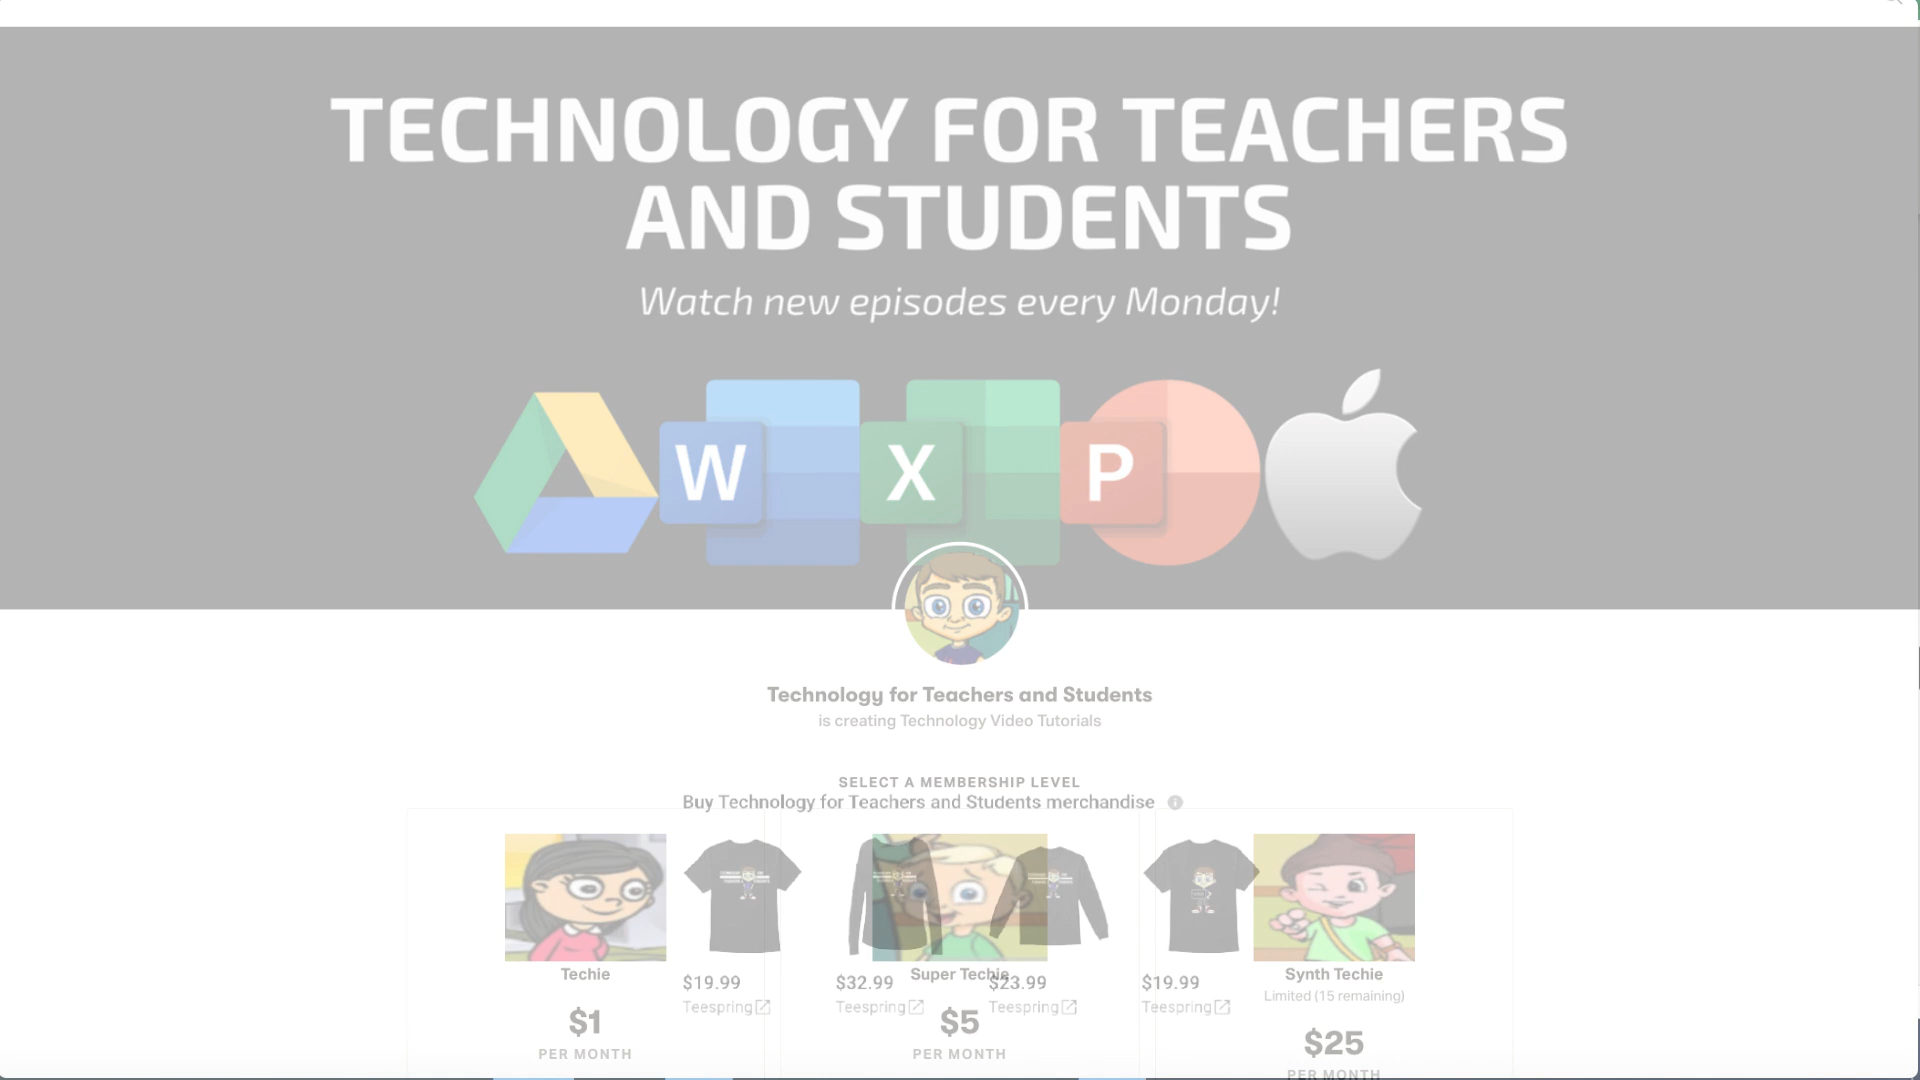 TECHNOLOGY FOR TEACHERS
AND STUDENTS
Watch new episodes every Monday!
W
X
P
Technology for Teachers and Students
is creating Technology Video Tutorials
SELECT A MEMBERSHIP LEVEL
Buy Technology for Teachers and Students merchandise
Techie
Super Techie
Synth Techie
Limited (15 remaining)
$19.99
$32.99
$23.99
$19.99
Teespring
Teespring
Teespring
Teespring
$1
$5
$25
PER MONTH
PER MONTH
PER MONTH